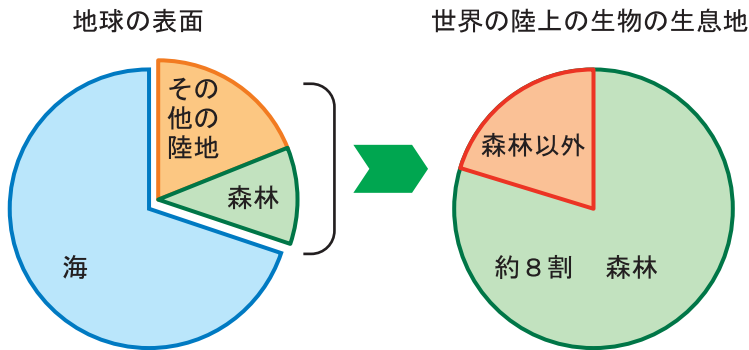 地球の表面
その
他の
陸地
森林
海
世界の陸上の生物の生息地
森林以外
約８割　森林